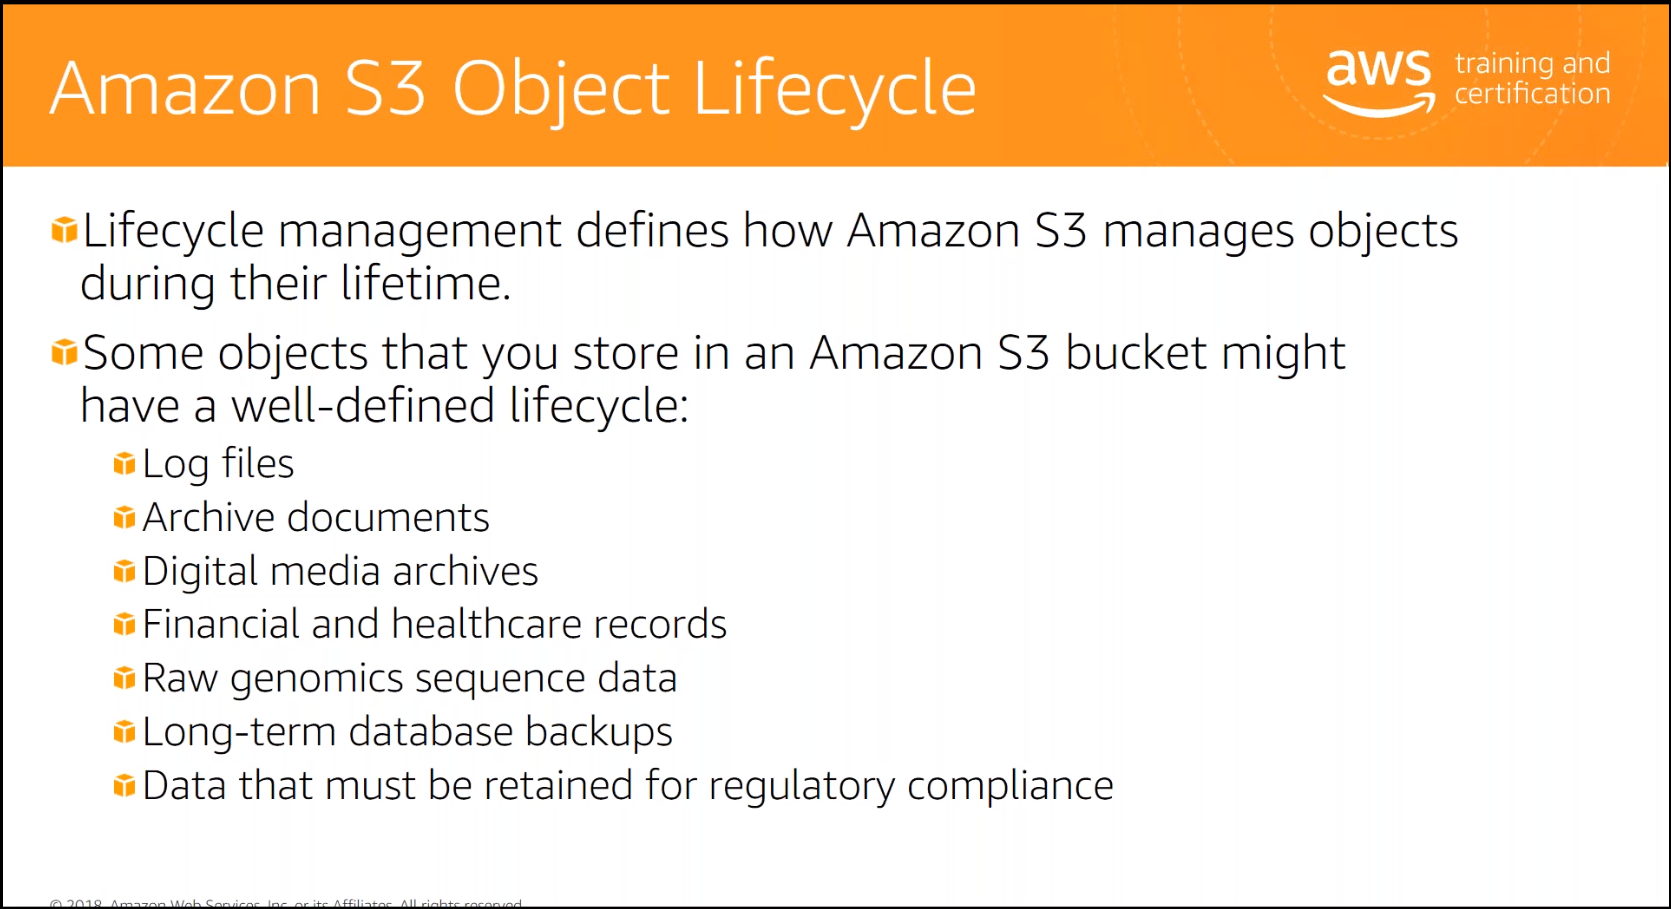 Amazon S3 Object Lifecycle
aws training and
certification
Lifecycle management defines how Amazon S3 manages objects
during their lifetime.
Some objects that you store in an Amazon S3 bucket might
have a well-defined lifecycle:
Log files
Archive documents
Digital media archives
Financial and healthcare records
Raw genomics sequence data
Long-term database backups
Data that must be retained for regulatory compliance
© 2018, Amazon Web Services, Inc. or its Affiliates. All rights reserved.